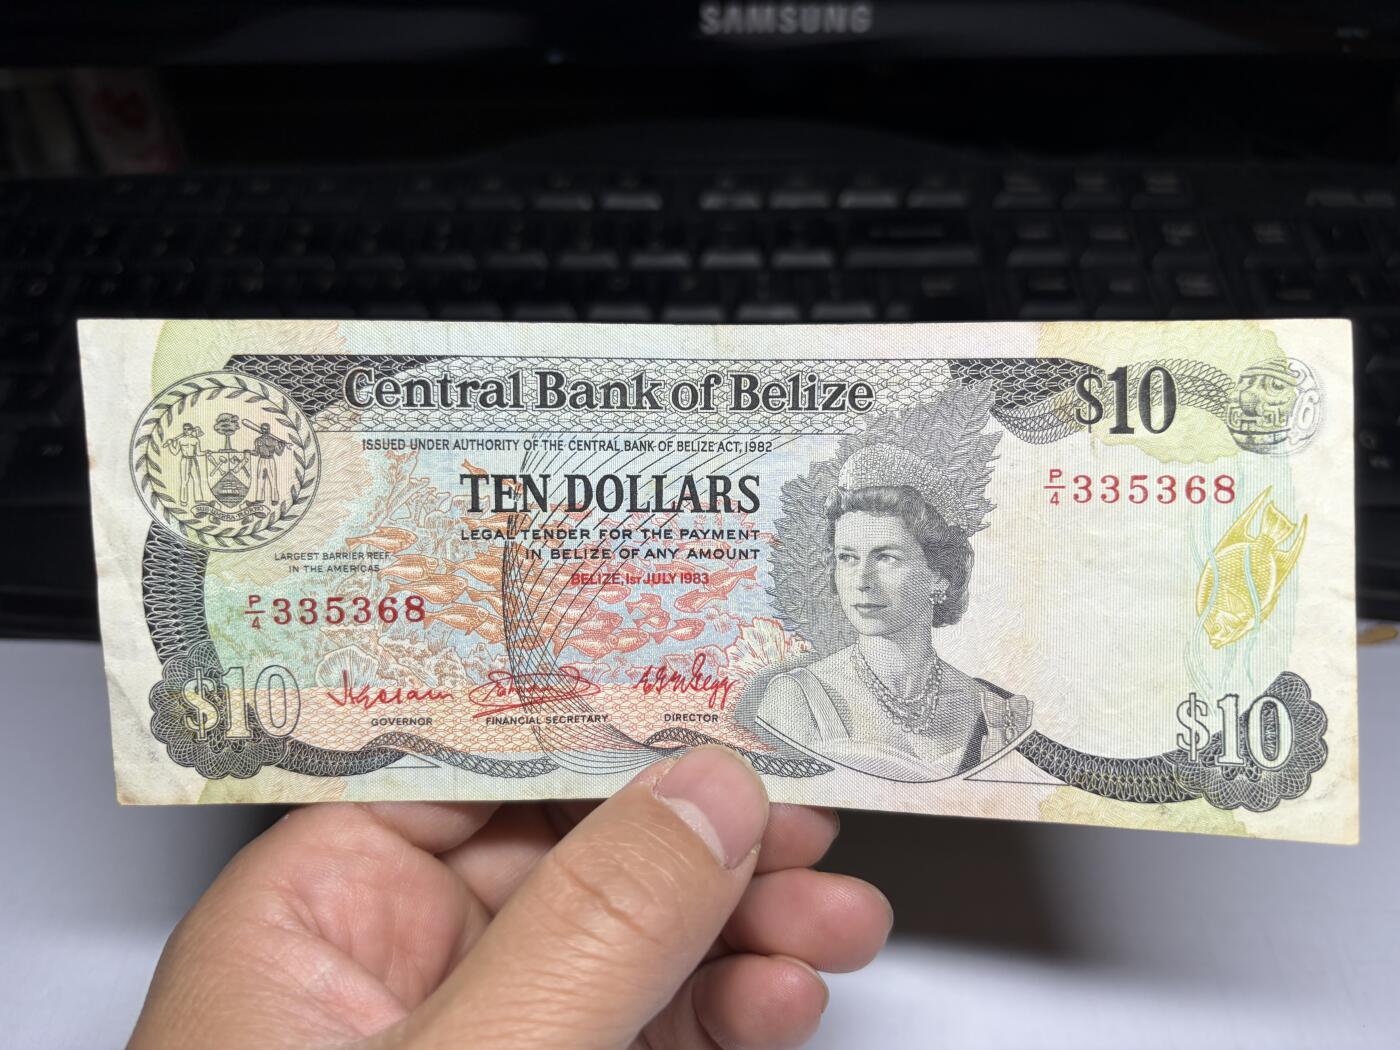 SAMSUNG
Central Bank of Belize
$10
ISSUED UNDER AUTHORITY OF THE CENTRAL BANK OF BELIZE ACT, 1982
TEN DOLLARS
P/4 335368
LEGAL TENDER FOR THE PAYMENT
IN BELIZE OF ANY AMOUNT
LARGEST BARRIER REEF
IN THE AMERICAS
BELIZE, 1ST JULY 1983
P/4 335368
$10
GOVERNOR
FINANCIAL SECRETARY
DIRECTOR
$10